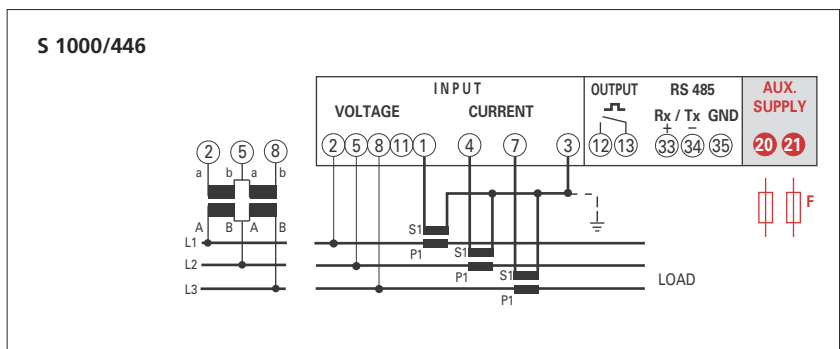 S 1000/446
INPUT
OUTPUT RS 485 AUX. SUPPLY
VOLTAGE CURRENT
Rx / Tx GND
+ −
2 5 8 11 1 4 7 3 12 13 33 34 35 20 21
2 5 8
a b a b
F
A B A B
S1
L1
P1 S1
L2
P1 S1
LOAD
L3
P1